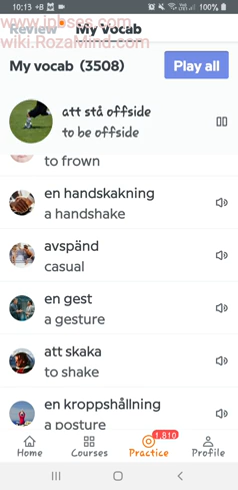 10:13
100%
www.ipbses.com
Review
My Vocab
wiki.RozaMind.com
My vocab (3508)
Play all
att stå offside
to be offside
to frown
en handskakning
a handshake
avspänd
casual
en gest
a gesture
att skaka
to shake
en kroppshållning
a posture
1,810
Home
Courses
Practice
Profile